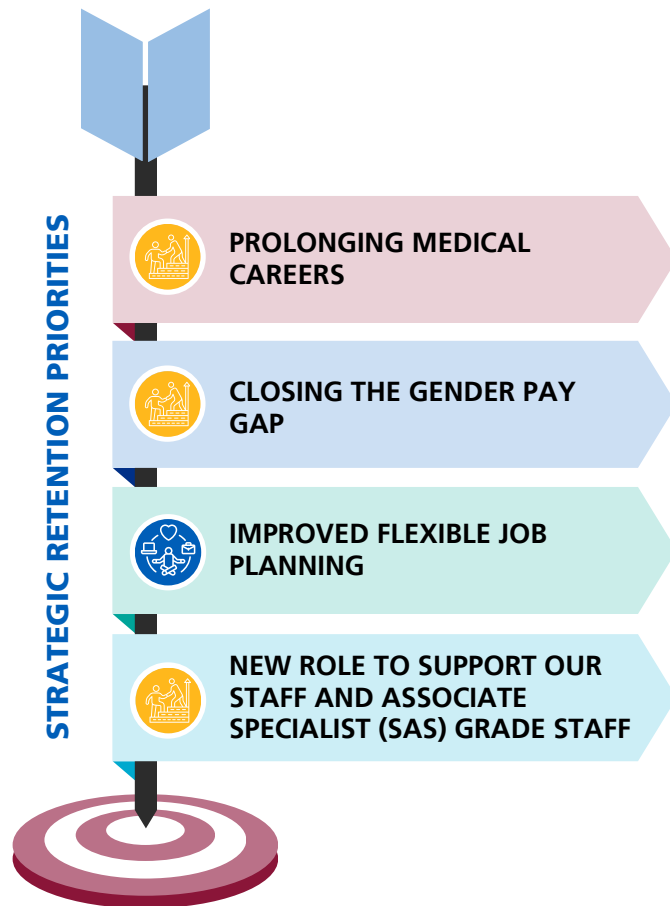 STRATEGIC RETENTION PRIORITIES
PROLONGING MEDICAL
CAREERS
CLOSING THE GENDER PAY
GAP
IMPROVED FLEXIBLE JOB
PLANNING
NEW ROLE TO SUPPORT OUR
STAFF AND ASSOCIATE
SPECIALIST (SAS) GRADE STAFF